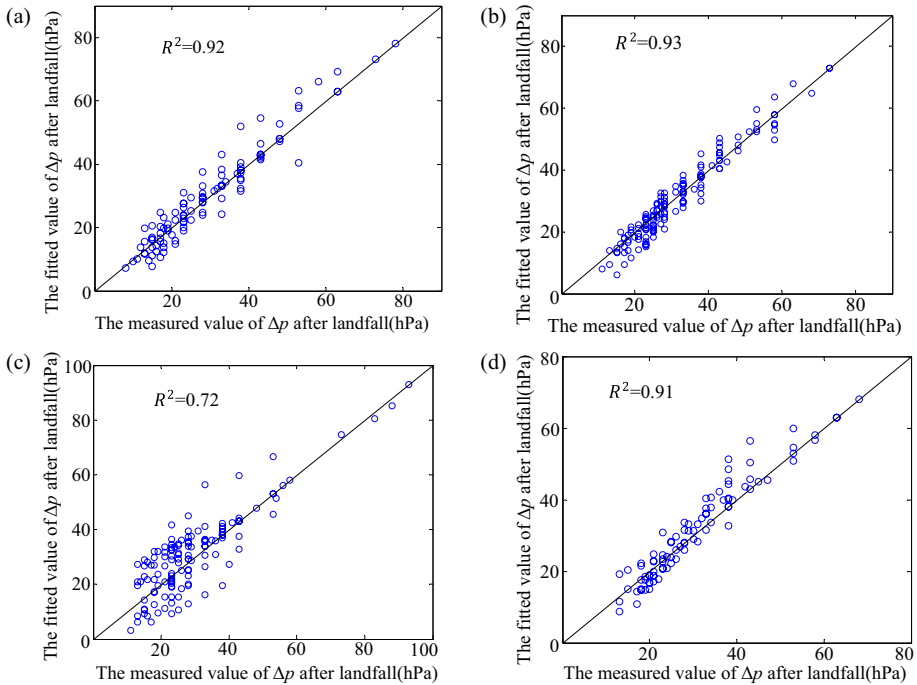 (a)
The fitted value of Δp after landfall(hPa)
R²=0.92
80
60
40
20
0
20
40
60
80
The measured value of Δp after landfall(hPa)
(b)
The fitted value of Δp after landfall(hPa)
R²=0.93
80
60
40
20
0
20
40
60
80
The measured value of Δp after landfall(hPa)
(c)
The fitted value of Δp after landfall(hPa)
R²=0.72
100
80
60
40
20
0
20
40
60
80
100
The measured value of Δp after landfall(hPa)
(d)
The fitted value of Δp after landfall(hPa)
R²=0.91
80
60
40
20
0
20
40
60
80
The measured value of Δp after landfall(hPa)